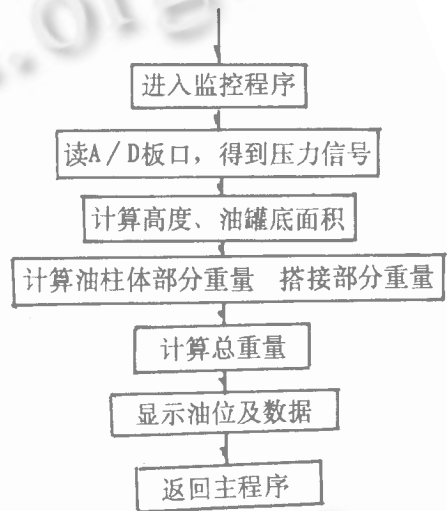 进入监控程序
读A/D板口，得到压力信号
计算高度、油罐底面积
计算油柱体部分重量 搭接部分重量
计算总重量
显示油位及数据
返回主程序